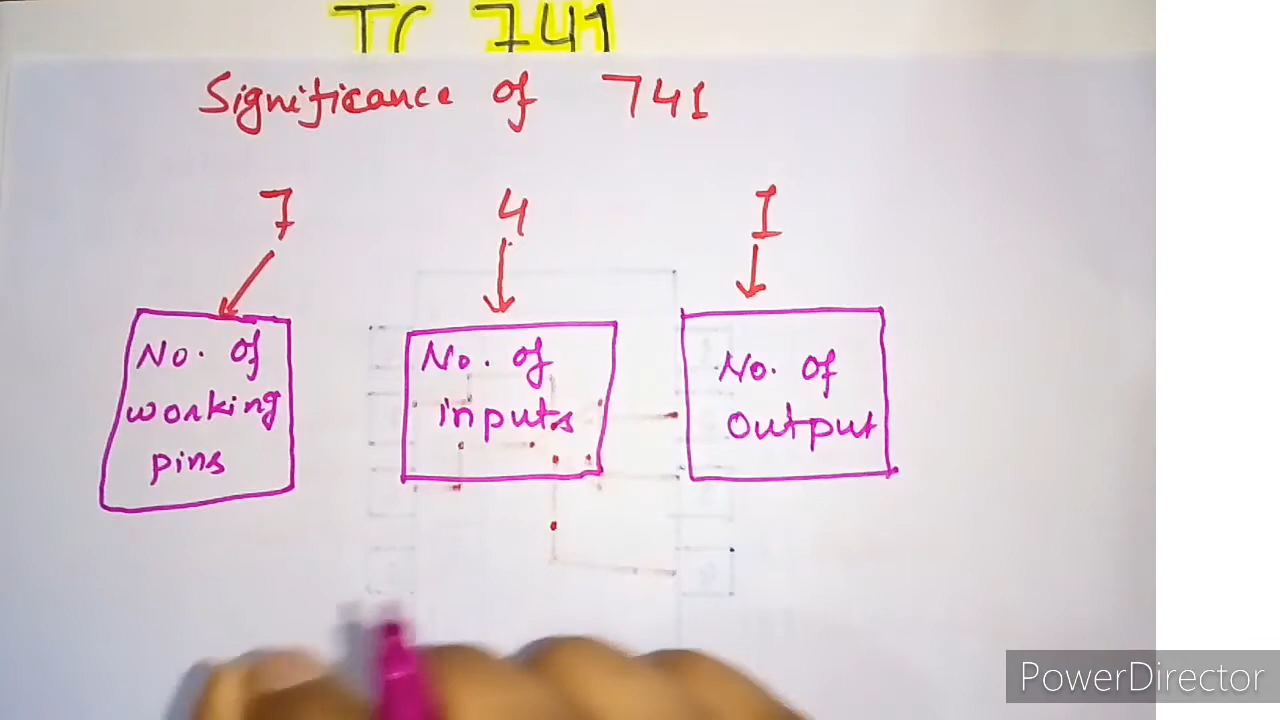 IC 741
Significance of 741
7 4 1
No. of
working
pins
No. of
inputs
No. of
output
PowerDirector